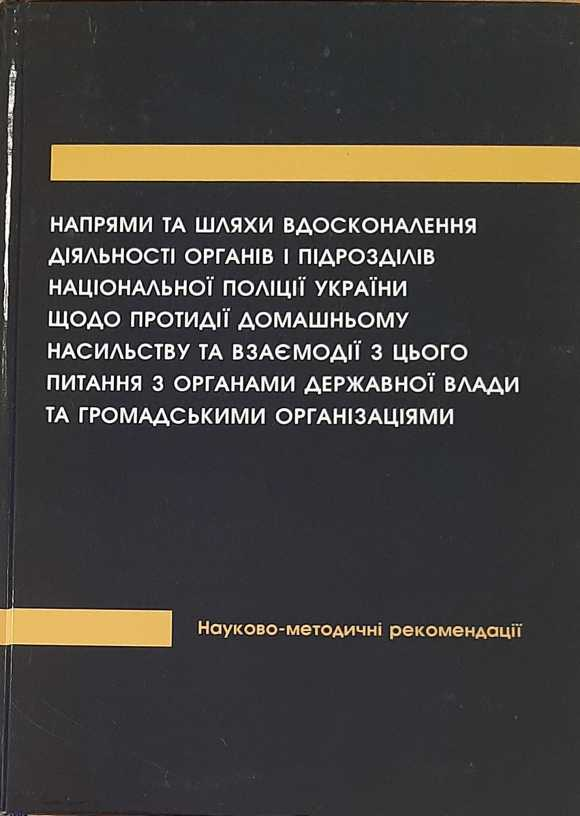 НАПРЯМИ ТА ШЛЯХИ ВДОСКОНАЛЕННЯ
ДІЯЛЬНОСТІ ОРГАНІВ І ПІДРОЗДІЛІВ
НАЦІОНАЛЬНОЇ ПОЛІЦІЇ УКРАЇНИ
ЩОДО ПРОТИДІЇ ДОМАШНЬОМУ
НАСИЛЬСТВУ ТА ВЗАЄМОДІЇ З ЦЬОГО
ПИТАННЯ З ОРГАНАМИ ДЕРЖАВНОЇ ВЛАДИ
ТА ГРОМАДСЬКИМИ ОРГАНІЗАЦІЯМИ
Науково-методичні рекомендації